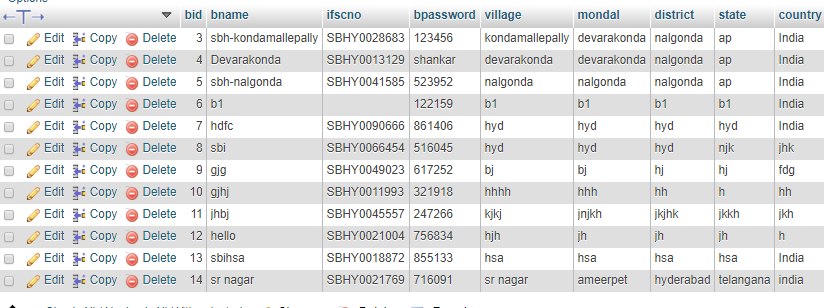 Options
bid bname ifscno bpassword village mondal district state country
Edit Copy Delete 3 sbh-kondamallepally SBHY0028683 123456 kondamallepally devarakonda nalgonda ap India
Edit Copy Delete 4 Devarakonda SBHY0013129 shankar devarakonda devarakonda nalgonda ap India
Edit Copy Delete 5 sbh-nalgonda SBHY0041585 523952 nalgonda nalgonda nalgonda ap India
Edit Copy Delete 6 b1 122159 b1 b1 b1 b1 India
Edit Copy Delete 7 hdfc SBHY0090666 861406 hyd hyd hyd hyd India
Edit Copy Delete 8 sbi SBHY0066454 516045 hyd hyd hyd njk jhk
Edit Copy Delete 9 gjg SBHY0049023 617252 bj bj hj hj fdg
Edit Copy Delete 10 gjhj SBHY0011993 321918 hhhh hhh hh h hh
Edit Copy Delete 11 jhbj SBHY0045557 247266 kjkj jnjkh jkjhk jkkh jkh
Edit Copy Delete 12 hello SBHY0021004 756834 hjh jh jh jh h
Edit Copy Delete 13 sbihsa SBHY0018872 855133 hsa hsa hsa hsa India
Edit Copy Delete 14 sr nagar SBHY0021769 716091 sr nagar ameerpet hyderabad telangana india